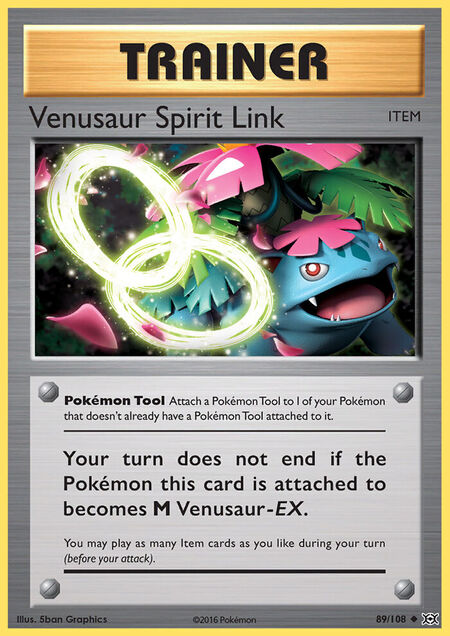 TRAINER
Venusaur Spirit Link
ITEM
Pokémon Tool Attach a Pokémon Tool to 1 of your Pokémon
that doesn't already have a Pokémon Tool attached to it.
Your turn does not end if the
Pokémon this card is attached to
becomes M Venusaur-EX.
You may play as many Item cards as you like during your turn
(before your attack).
Illus. 5ban Graphics
©2016 Pokémon
89/108